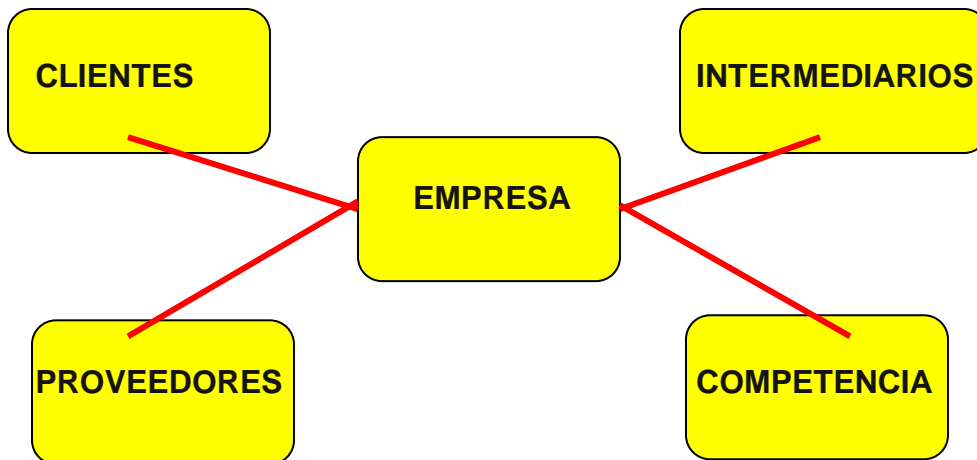 CLIENTES
INTERMEDIARIOS
EMPRESA
PROVEEDORES
COMPETENCIA